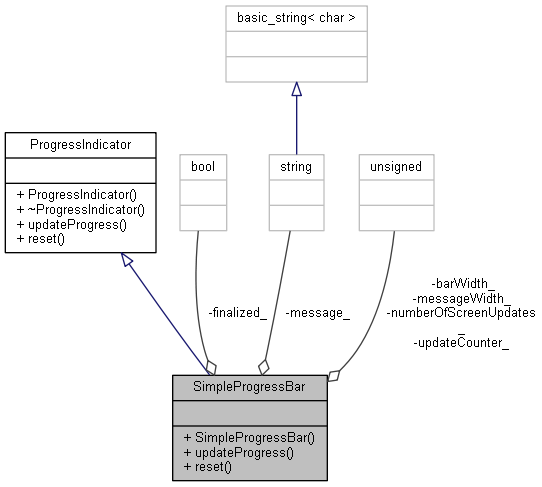 basic_string< char >
ProgressIndicator
+ ProgressIndicator()
+ ~ProgressIndicator()
+ updateProgress()
+ reset()
bool
string
unsigned
-finalized_
-message_
-barWidth_
-messageWidth_
-numberOfScreenUpdates
_
-updateCounter_
SimpleProgressBar
+ SimpleProgressBar()
+ updateProgress()
+ reset()